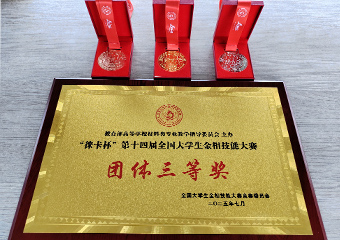 教育部高等学校材料类专业教学指导委员会 主办
“徕卡杯”第十四届全国大学生金相技能大赛
团体三等奖
全国大学生金相技能大赛竞赛委员会
二〇二五年七月